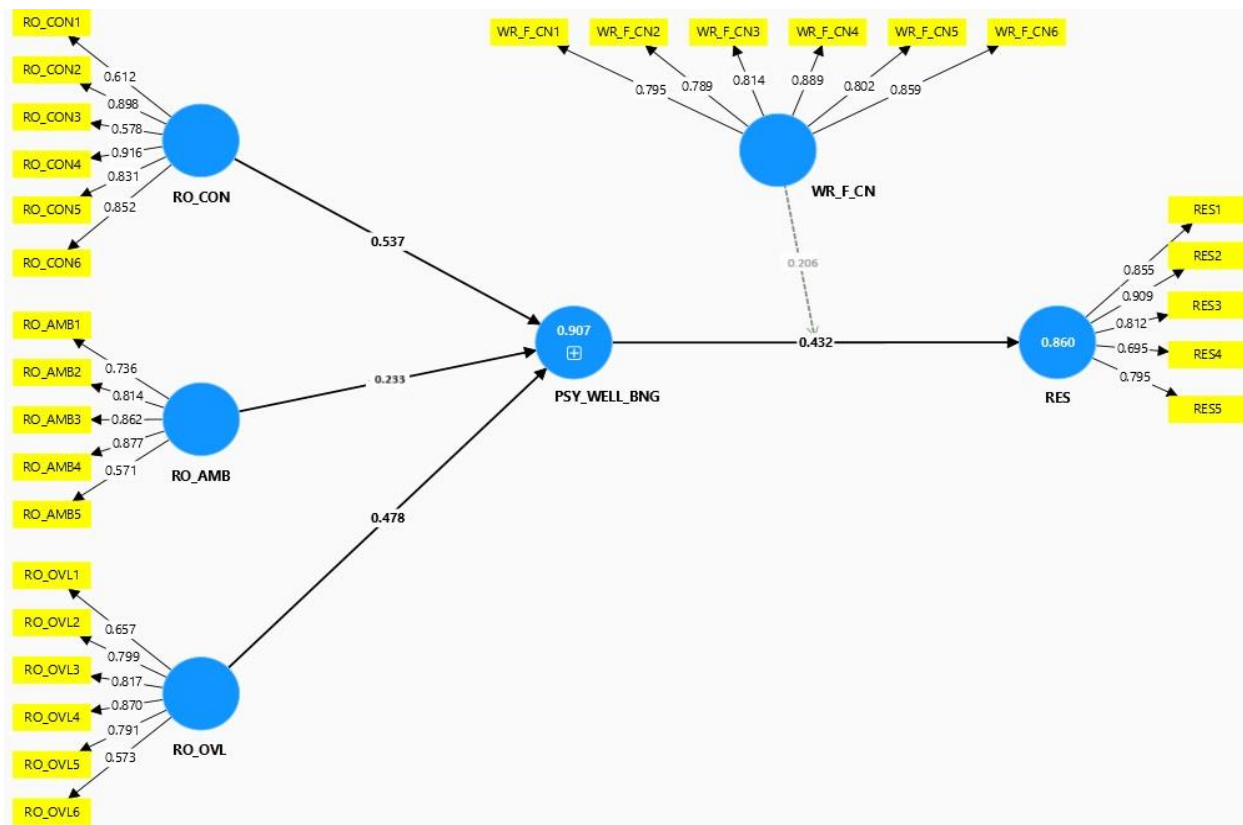 RO_CON1
0.612
RO_CON2
0.898
RO_CON3
0.578
RO_CON4
0.916
RO_CON5
0.831
RO_CON6
0.852
RO_CON
0.537
WR_F_CN1
WR_F_CN2
WR_F_CN3
WR_F_CN4
WR_F_CN5
WR_F_CN6
0.795
0.789
0.814
0.889
0.802
0.859
WR_F_CN
0.206
RO_AMB1
0.736
RO_AMB2
0.814
RO_AMB3
0.862
RO_AMB4
0.877
RO_AMB5
0.571
RO_AMB
0.233
0.907
PSY_WELL_BNG
0.432
0.860
RES
RES1
0.855
RES2
0.909
RES3
0.812
RES4
0.695
RES5
0.795
RO_OVL1
0.657
RO_OVL2
0.799
RO_OVL3
0.817
RO_OVL4
0.870
RO_OVL5
0.791
RO_OVL6
0.573
RO_OVL
0.478